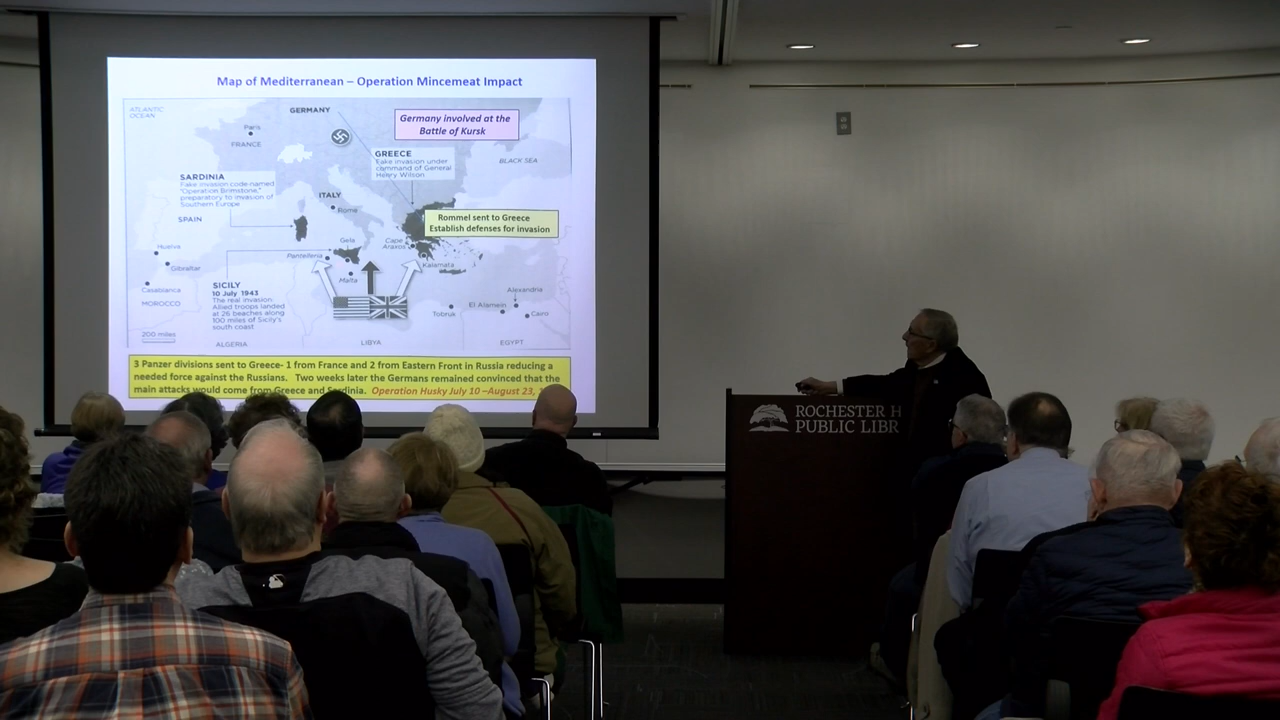 Map of Mediterranean – Operation Mincemeat Impact
ATLANTIC
OCEAN
GERMANY
Germany involved at the
Battle of Kursk
Paris
FRANCE
GREECE
Fake invasion under
command of General
Henry Wilson
BLACK SEA
SARDINIA
Fake invasion code-named
"Operation Brimstone,"
preparatory to invasion of
Southern Europe
ITALY
Rome
SPAIN
Rommel sent to Greece
Establish defenses for invasion
Huelva
Gibraltar
Gela
Cape
Araxos
Pantelleria
Kalamata
Malta
Casablanca
MOROCCO
SICILY
10 July 1943
The real invasion:
Allied troops landed
at 26 beaches along
100 miles of Sicily's
south coast
Alexandria
El Alamein
Tobruk
Cairo
200 miles
ALGERIA
LIBYA
EGYPT
3 Panzer divisions sent to Greece- 1 from France and 2 from Eastern Front in Russia reducing a
needed force against the Russians. Two weeks later the Germans remained convinced that the
main attacks would come from Greece and Sardinia. Operation Husky July 10 –August 23,
ROCHESTER H
PUBLIC LIBR